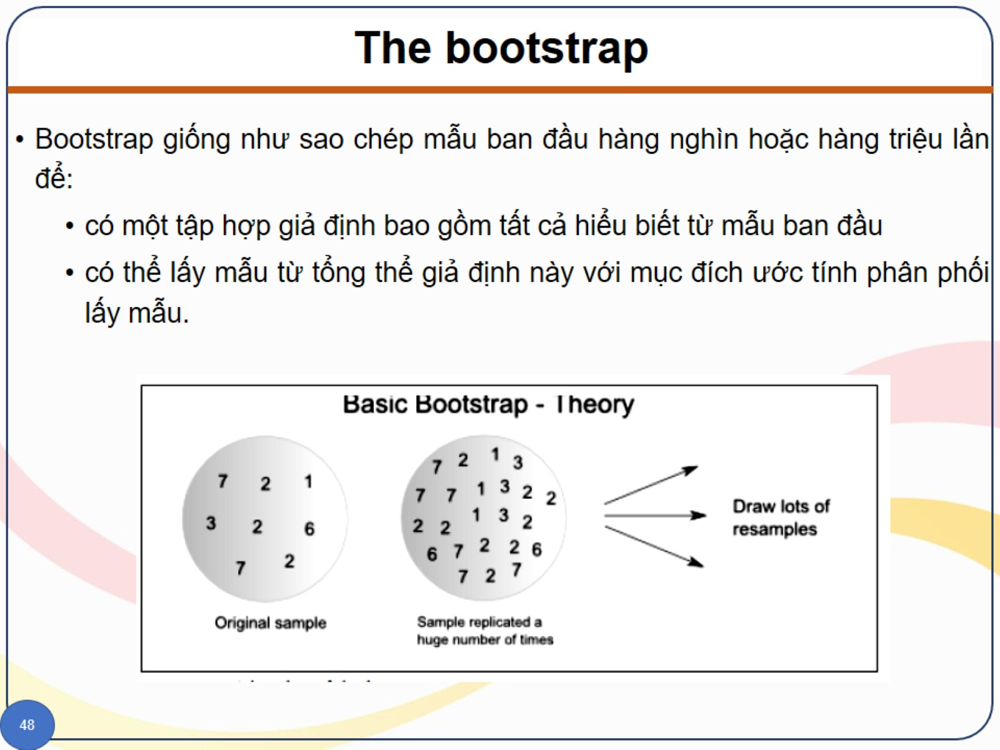 The bootstrap
• Bootstrap giống như sao chép mẫu ban đầu hàng nghìn hoặc hàng triệu lần
để:
• có một tập hợp giả định bao gồm tất cả hiểu biết từ mẫu ban đầu
• có thể lấy mẫu từ tổng thể giả định này với mục đích ước tính phân phối
lấy mẫu.
Basic Bootstrap - Theory
7 2 1
3 2 6
7 2
Original sample
7 2 1 3
7 7 1 3 2 2
2 2 1 3 2
6 7 2 2 6
7 2 7
Sample replicated a
huge number of times
Draw lots of
resamples
48